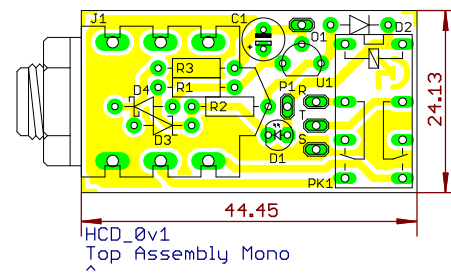 J1
C1
O1
D2
R3
U1
R1
D4
P1
R
R2
T
D3
S
D1
PK1
24.13
44.45
HCD_0v1
Top Assembly Mono
^